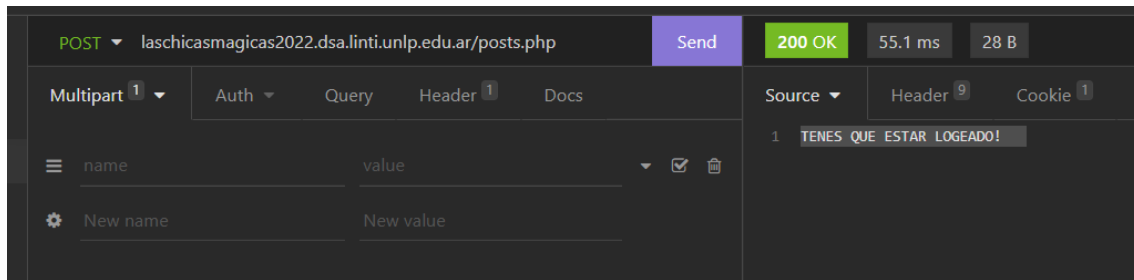 POST laschicasmagicas2022.dsa.linti.unlp.edu.ar/posts.php Send 200 OK 55.1 ms 28 B
Multipart 1 Auth Query Header 1 Docs Source Header 9 Cookie 1
1 TENES QUE ESTAR LOGEADO!
name value
New name New value